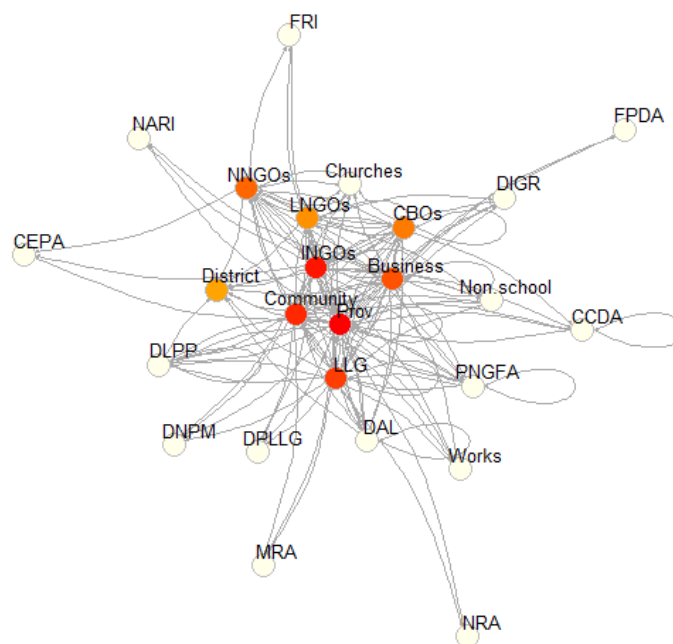 FRI
FPDA
NARI
Churches
NNGOs
DIGR
LNGOs
CBOs
CEPA
INGOs
District
Business
Non.school
Community
Prov
CCDA
DLPP
LLG
PNGFA
DNPM
DPLLG
DAL
Works
MRA
NRA